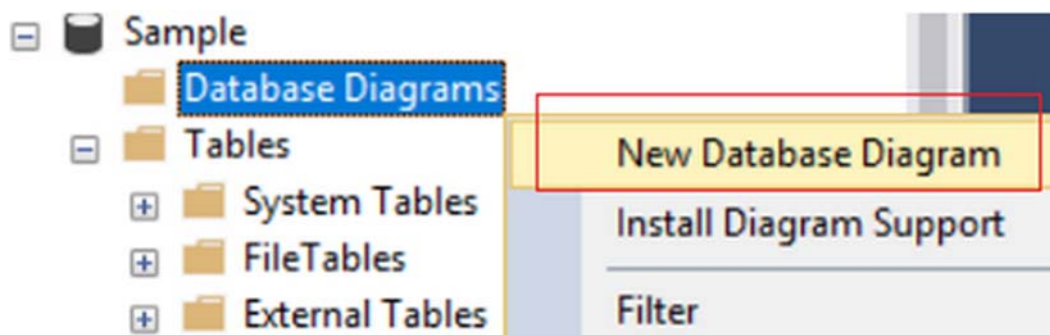 Sample
Database Diagrams
Tables
New Database Diagram
System Tables
Install Diagram Support
FileTables
External Tables
Filter